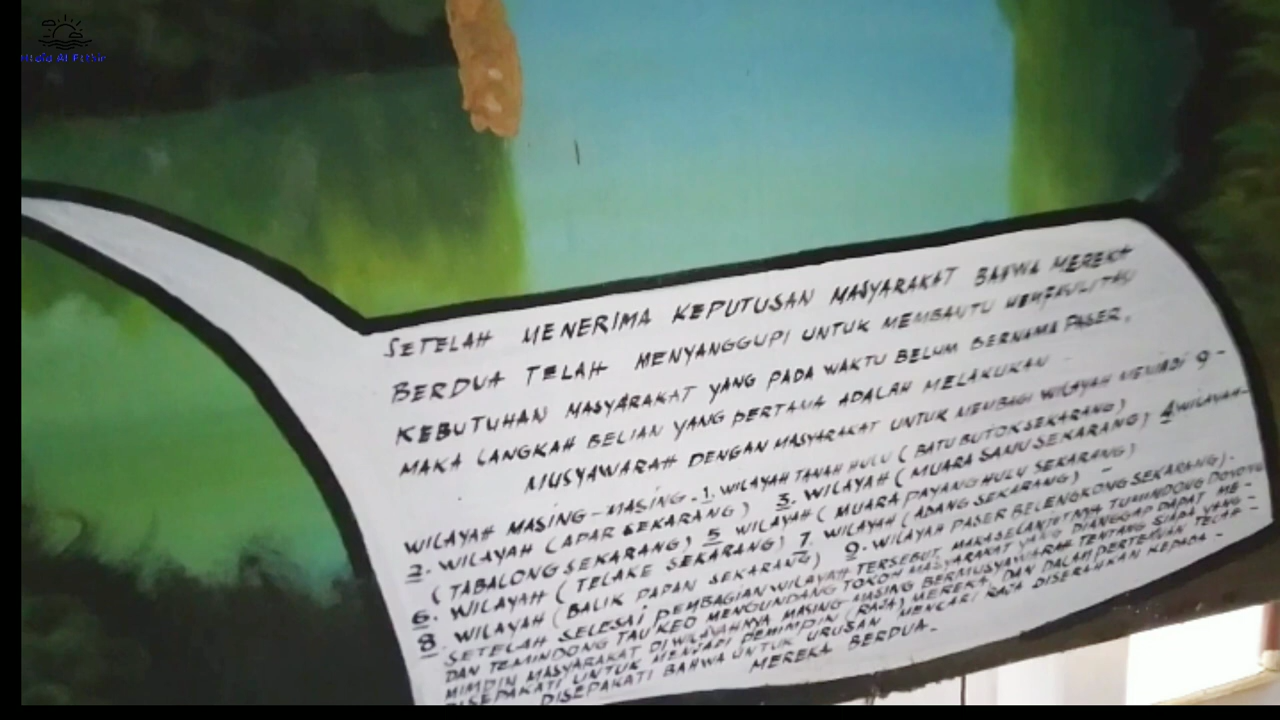 SETELAH MENERIMA KEPUTUSAN MASYARAKAT BAHWA MEREKA
BERDUA TELAH MENYANGGUPI UNTUK MEMBANTU
KEBUTUHAN MASYARAKAT YANG PADA WAKTU BELUM BERNAMA PASER,
MAKA LANGKAH BELIAN YANG PERTAMA ADALAH MELAKUKAN
MUSYAWARAH DENGAN MASYARAKAT UNTUK MEMBAGI WILAYAH MENJADI 9-
WILAYAH MASING-MASING-1. WILAYAH TANAH HULU (BATU BUTOK SEKARANG)
2. WILAYAH (APAR SEKARANG) 3. WILAYAH (MUARA SAMU SEKARANG) 4 WILAYAH-
(TABALONG SEKARANG) 5 WILAYAH (MUARA PAYANG HULU SEKARANG)
6. WILAYAH (TELAKE SEKARANG) 7. WILAYAH (ADANG SEKARANG)
8. WILAYAH (BALIK PAPAN SEKARANG) 9. WILAYAH PASER BELENGKONG SEKARANG).
SETELAH SELESAI PEMBAGIAN WILAYAH TERSEBUT, MAKA SELANJUTNYA TUMINDONG
DAN TEMINDONG TAU KEO MENGUNDANG TOKOH MASYARAKAT YANG DIANGGAP DAPAT ME-
MIMPIN MASYARAKAT DI WILAYAHNYA MASING MASING BERMUSYAWARAH TENTANG SIAPA YANG-
DISEPAKATI UNTUK MENJADI PEMIMPIN (RAJA) MEREKA. DAN DALAM PERTEMUAN TELAH-
DISEPAKATI BAHWA UNTUK URUSAN MENCARI RAJA DISERAHKAN KEPADA-
MEREKA BERDUA.